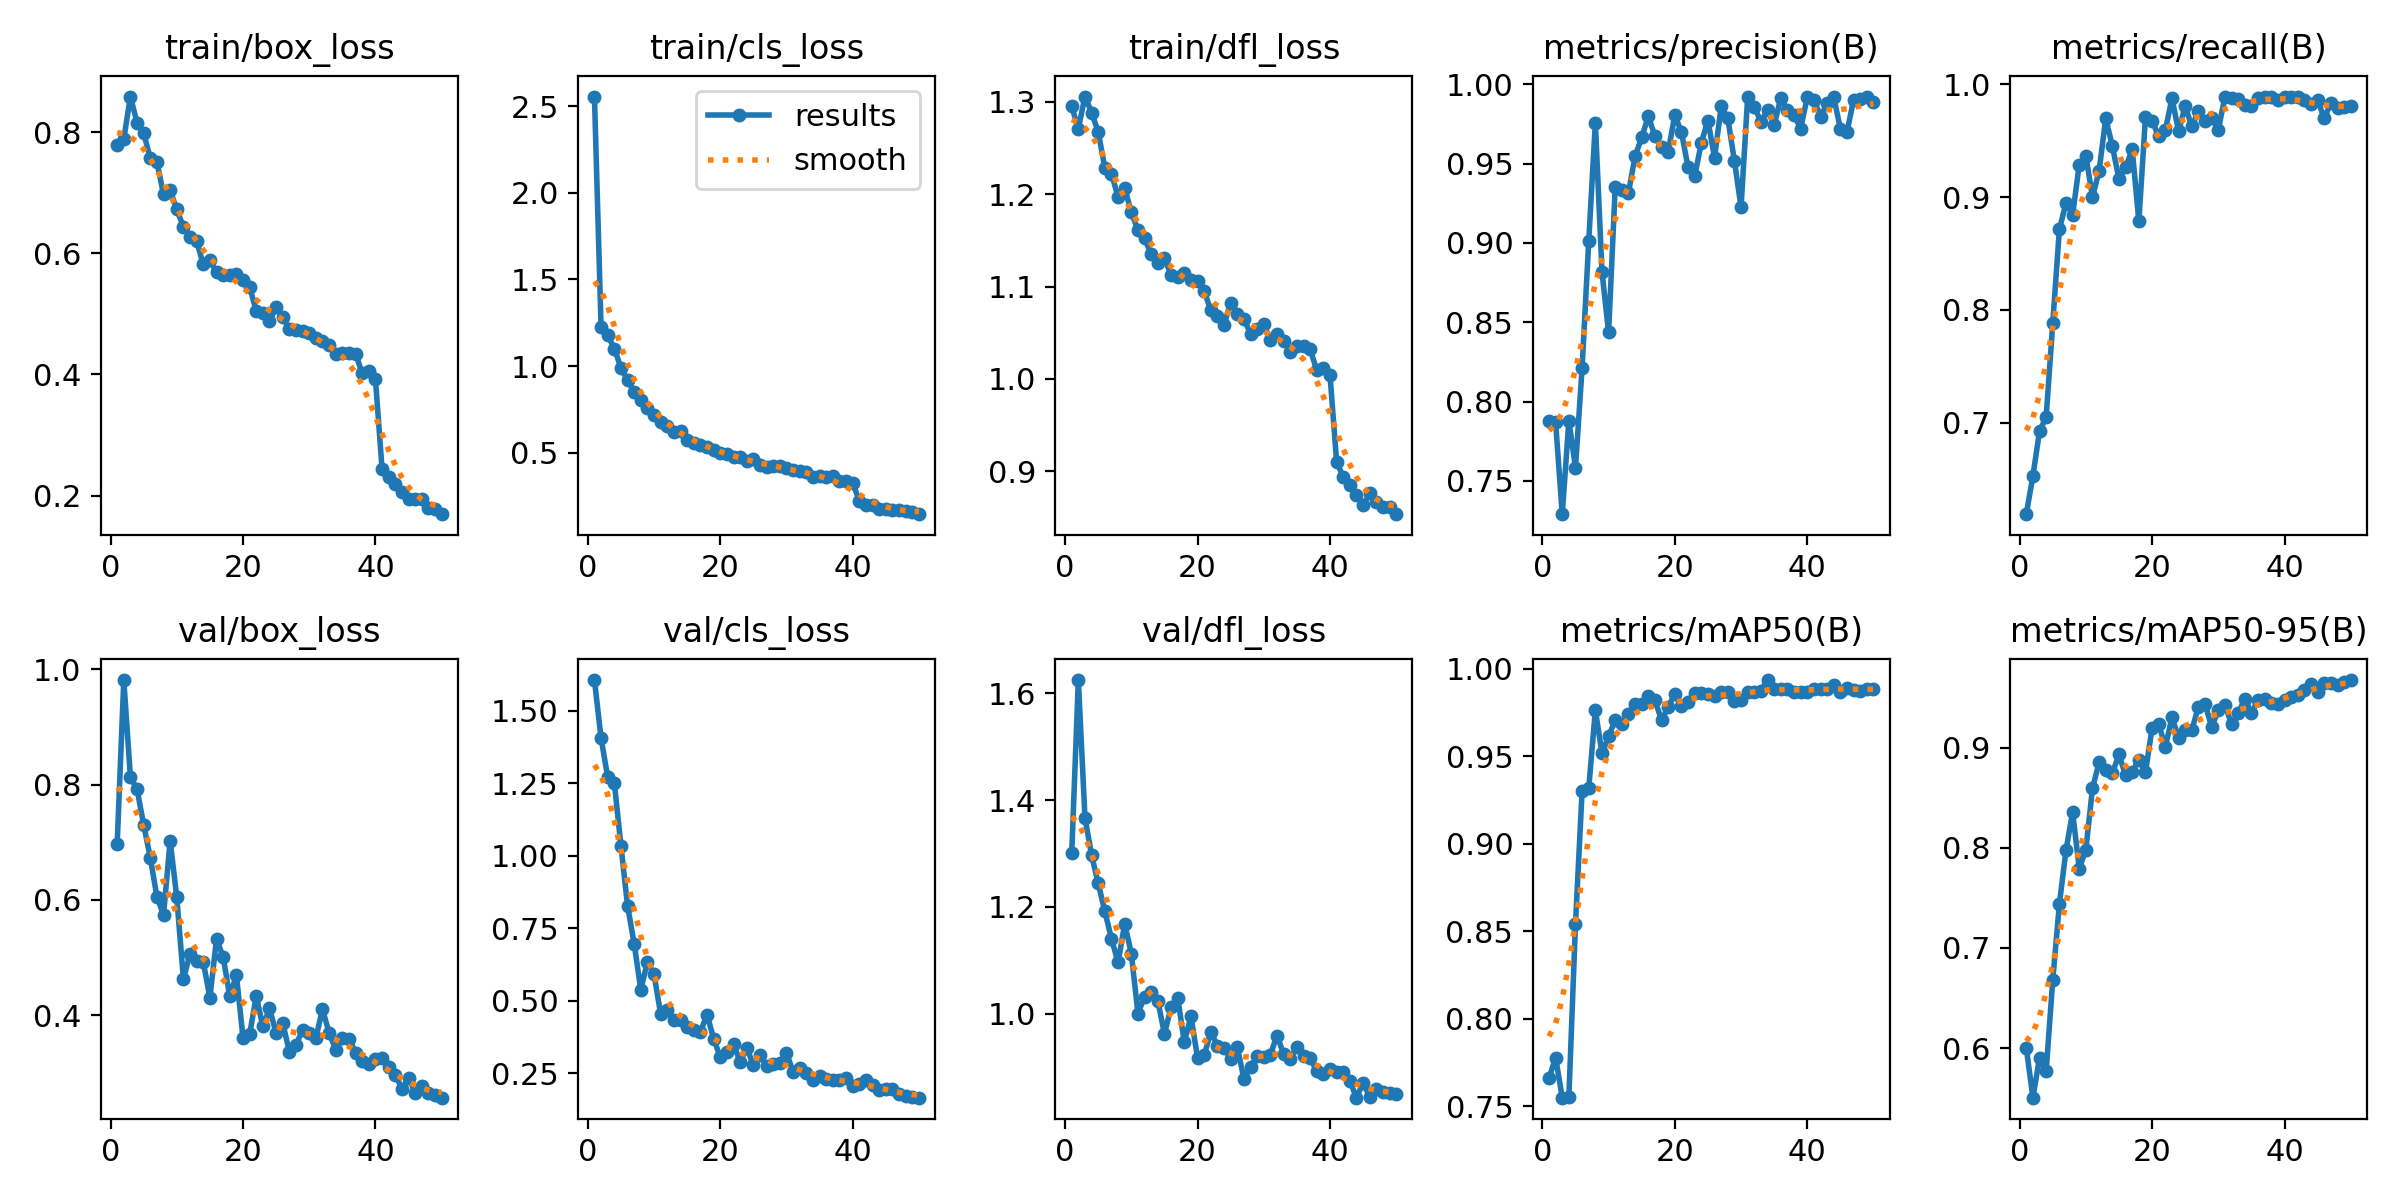 train/box_loss
0.8
0.6
0.4
0.2
0 20 40
train/cls_loss
results
smooth
2.5
2.0
1.5
1.0
0.5
0 20 40
train/dfl_loss
1.3
1.2
1.1
1.0
0.9
0 20 40
metrics/precision(B)
1.00
0.95
0.90
0.85
0.80
0.75
0 20 40
metrics/recall(B)
1.0
0.9
0.8
0.7
0 20 40
val/box_loss
1.0
0.8
0.6
0.4
0 20 40
val/cls_loss
1.50
1.25
1.00
0.75
0.50
0.25
0 20 40
val/dfl_loss
1.6
1.4
1.2
1.0
0 20 40
metrics/mAP50(B)
1.00
0.95
0.90
0.85
0.80
0.75
0 20 40
metrics/mAP50-95(B)
0.9
0.8
0.7
0.6
0 20 40